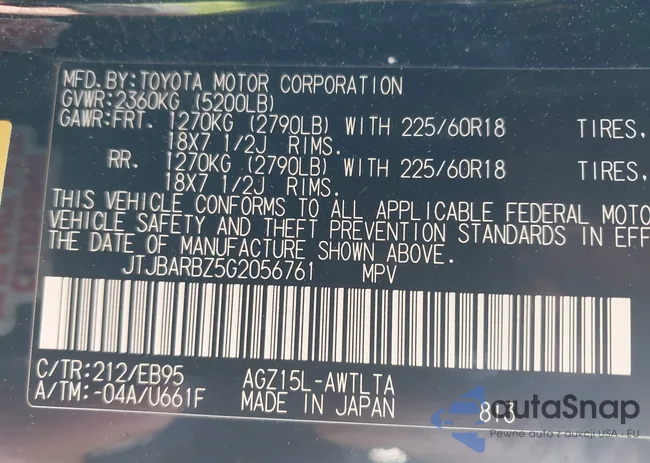 MFD. BY: TOYOTA MOTOR CORPORATION
GVWR: 2360KG (5200LB)
GAWR: FRT. 1270KG (2790LB) WITH 225/60R18 TIRES,
18X7 1/2J RIMS.
RR. 1270KG (2790LB) WITH 225/60R18 TIRES,
18X7 1/2J RIMS.
THIS VEHICLE CONFORMS TO ALL APPLICABLE FEDERAL MOTO
VEHICLE SAFETY AND THEFT PREVENTION STANDARDS IN EFF
THE DATE OF MANUFACTURE SHOWN ABOVE.
JTJBARBZ5G2056761 MPV
C/TR: 212/EB95 AGZ15L-AWTLTA
A/TM: -04A/U661F MADE IN JAPAN
autaSnap
Pewne auta z aukcji USA i EU